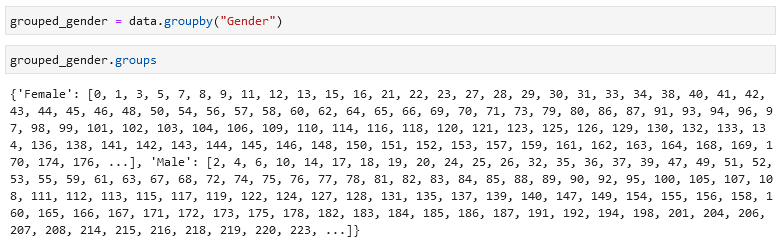 grouped_gender = data.groupby("Gender")
grouped_gender.groups
{'Female': [0, 1, 3, 5, 7, 8, 9, 11, 12, 13, 15, 16, 21, 22, 23, 27, 28, 29, 30, 31, 33, 34, 38, 40, 41, 42,
43, 44, 45, 46, 48, 50, 54, 56, 57, 58, 60, 62, 64, 65, 66, 69, 70, 71, 73, 79, 80, 86, 87, 91, 93, 94, 96, 9
7, 98, 99, 101, 102, 103, 104, 106, 109, 110, 114, 116, 118, 120, 121, 123, 125, 126, 129, 130, 132, 133, 13
4, 136, 138, 141, 142, 143, 144, 145, 146, 148, 150, 151, 152, 153, 157, 159, 161, 162, 163, 164, 168, 169, 1
70, 174, 176, ...], 'Male': [2, 4, 6, 10, 14, 17, 18, 19, 20, 24, 25, 26, 32, 35, 36, 37, 39, 47, 49, 51, 52,
53, 55, 59, 61, 63, 67, 68, 72, 74, 75, 76, 77, 78, 81, 82, 83, 84, 85, 88, 89, 90, 92, 95, 100, 105, 107, 10
8, 111, 112, 113, 115, 117, 119, 122, 124, 127, 128, 131, 135, 137, 139, 140, 147, 149, 154, 155, 156, 158, 1
60, 165, 166, 167, 171, 172, 173, 175, 178, 182, 183, 184, 185, 186, 187, 191, 192, 194, 198, 201, 204, 206,
207, 208, 214, 215, 216, 218, 219, 220, 223, ...]}